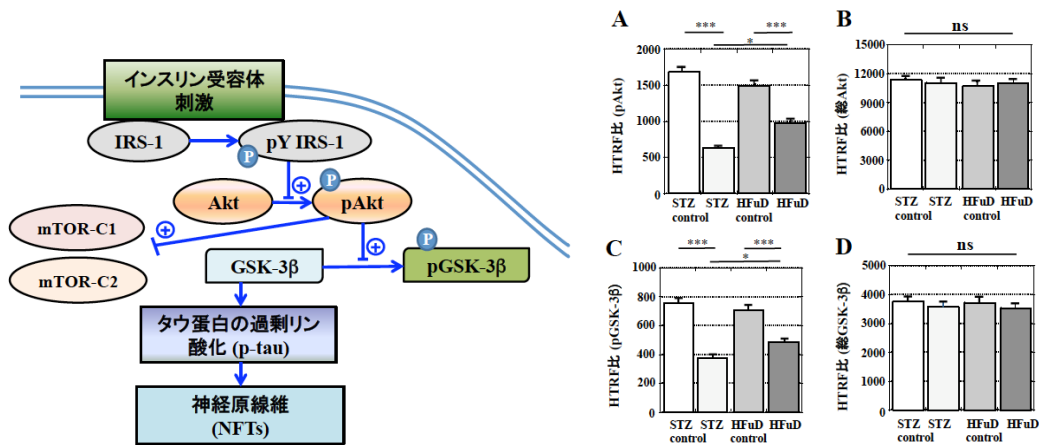 インスリン受容体
刺激
IRS-1
pY IRS-1
P
Akt
pAkt
P
mTOR-C1
mTOR-C2
GSK-3β
pGSK-3β
P
タウ蛋白の過剰リン
酸化 (p-tau)
神経原線維
(NFTs)
A
***
***
*
HTRF比 (pAkt)
2000
1500
1000
500
0
STZ
control
STZ
HFuD
control
HFuD
B
ns
HTRF比 (総Akt)
15000
12000
9000
6000
3000
0
STZ
control
STZ
HFuD
control
HFuD
C
***
***
*
HTRF比 (pGSK-3β)
1000
800
600
400
200
0
STZ
control
STZ
HFuD
control
HFuD
D
ns
HTRF比 (総GSK-3β)
5000
4000
3000
2000
1000
0
STZ
control
STZ
HFuD
control
HFuD